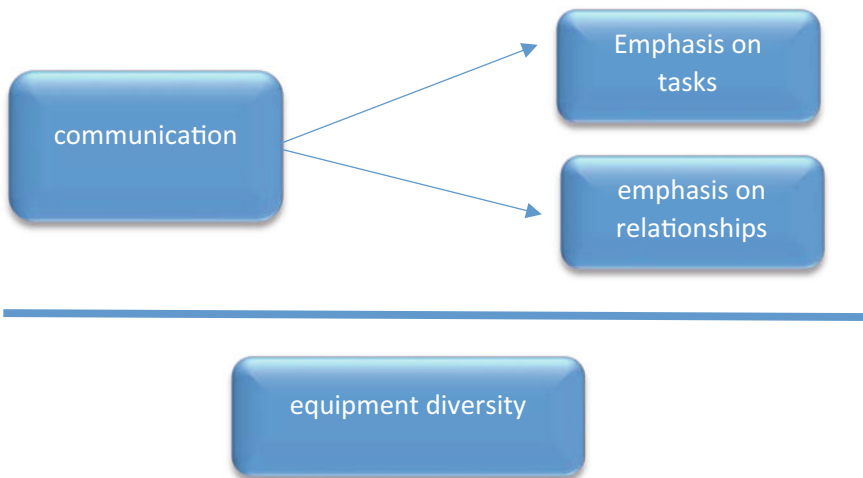 communication
Emphasis on
tasks
emphasis on
relationships
equipment diversity